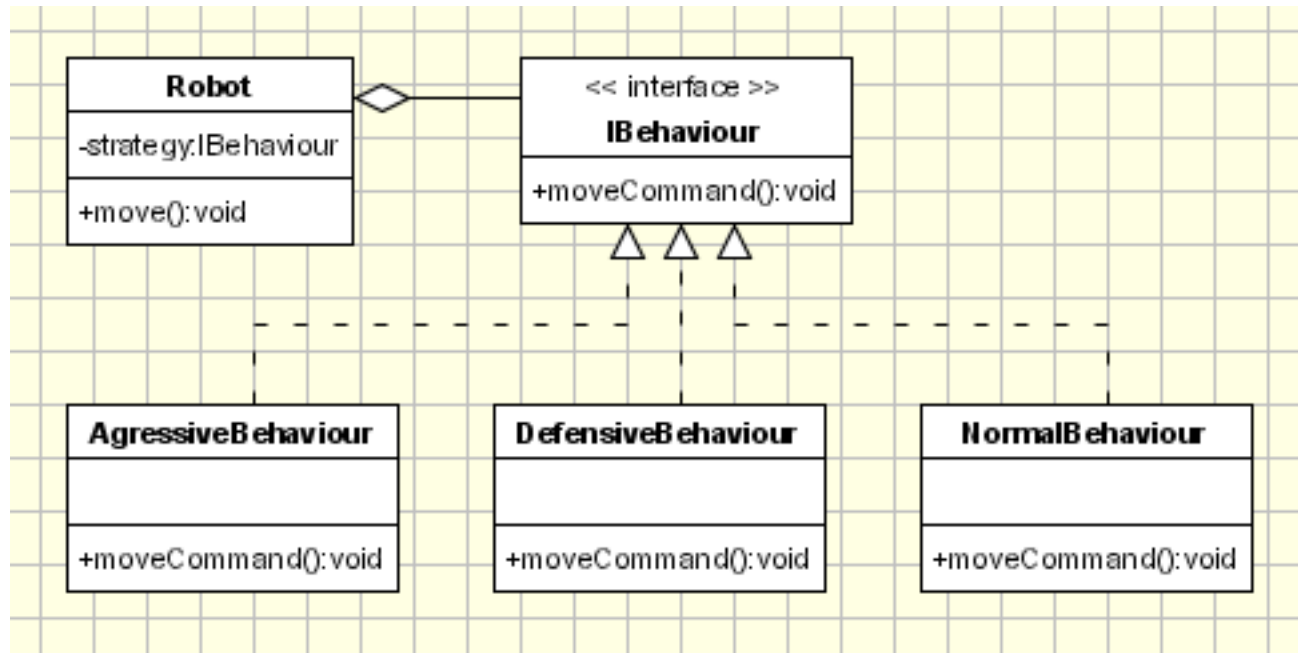 Robot
-strategy:IBehaviour
+move():void
<< interface >>
IBehaviour
+moveCommand():void
AgressiveBehaviour
+moveCommand():void
DefensiveBehaviour
+moveCommand():void
NormalBehaviour
+moveCommand():void